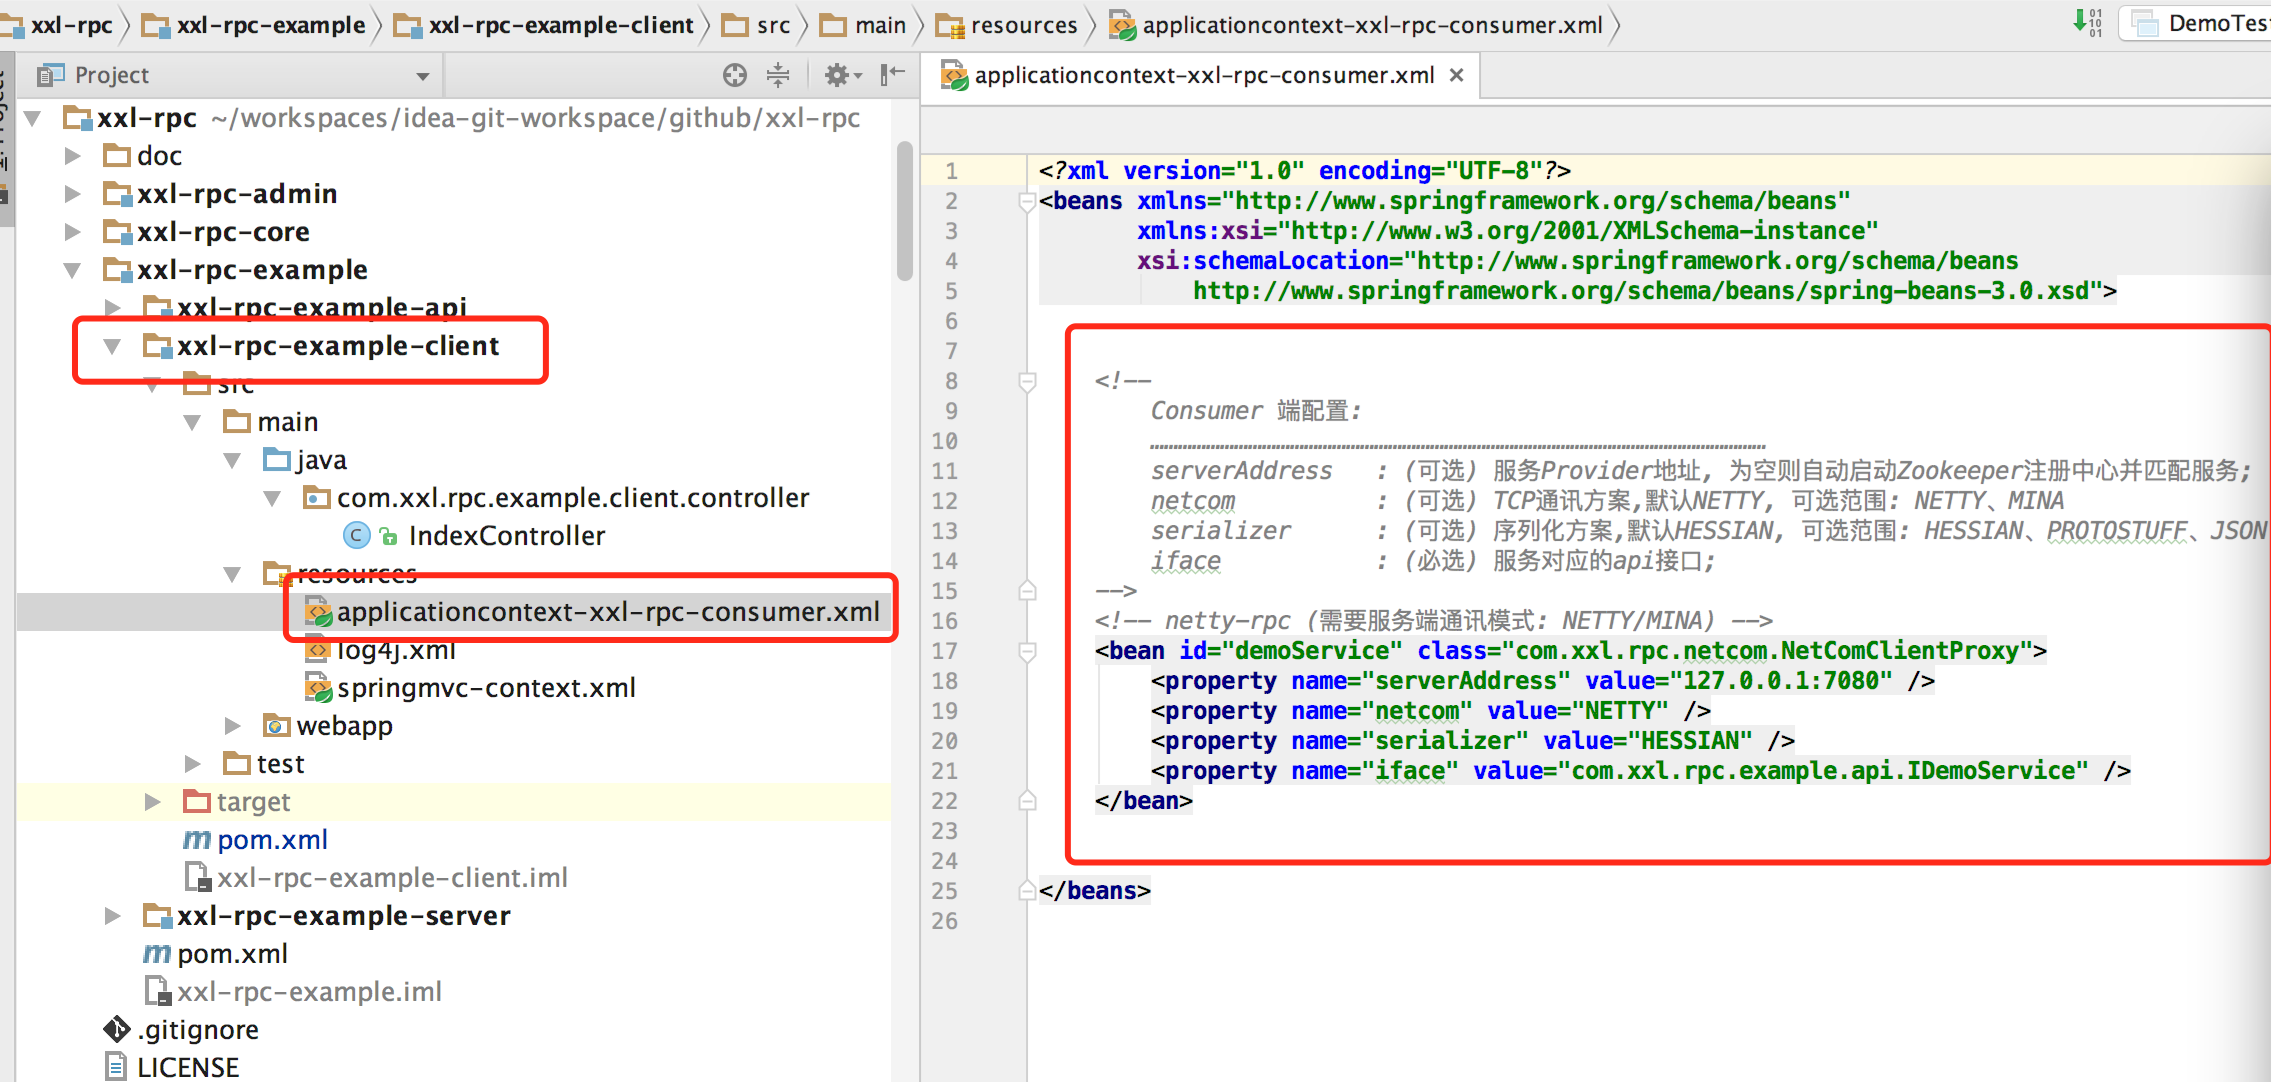 xxl-rpc xxl-rpc-example xxl-rpc-example-client src main resources applicationcontext-xxl-rpc-consumer.xml
Project
xxl-rpc ~/workspaces/idea-git-workspace/github/xxl-rpc
doc
xxl-rpc-admin
xxl-rpc-core
xxl-rpc-example
xxl-rpc-example-api
xxl-rpc-example-client
src
main
java
com.xxl.rpc.example.client.controller
IndexController
resources
applicationcontext-xxl-rpc-consumer.xml
log4j.xml
springmvc-context.xml
webapp
test
target
pom.xml
xxl-rpc-example-client.iml
xxl-rpc-example-server
pom.xml
xxl-rpc-example.iml
.gitignore
LICENSE
applicationcontext-xxl-rpc-consumer.xml
1 <?xml version="1.0" encoding="UTF-8"?>
2 <beans xmlns="http://www.springframework.org/schema/beans"
3 xmlns:xsi="http://www.w3.org/2001/XMLSchema-instance"
4 xsi:schemaLocation="http://www.springframework.org/schema/beans
5 http://www.springframework.org/schema/beans/spring-beans-3.0.xsd">
6
7
8 <!--
9 Consumer 端配置:
10
11 serverAddress : (可选) 服务Provider地址, 为空则自动启动Zookeeper注册中心并匹配服务;
12 netcom : (可选) TCP通讯方案,默认NETTY, 可选范围: NETTY、MINA
13 serializer : (可选) 序列化方案,默认HESSIAN, 可选范围: HESSIAN、PROTOSTUFF、JSON
14 iface : (必选) 服务对应的api接口;
15 -->
16 <!-- netty-rpc (需要服务端通讯模式: NETTY/MINA) -->
17 <bean id="demoService" class="com.xxl.rpc.netcom.NetComClientProxy">
18 <property name="serverAddress" value="127.0.0.1:7080" />
19 <property name="netcom" value="NETTY" />
20 <property name="serializer" value="HESSIAN" />
21 <property name="iface" value="com.xxl.rpc.example.api.IDemoService" />
22 </bean>
23
24
25 </beans>
26